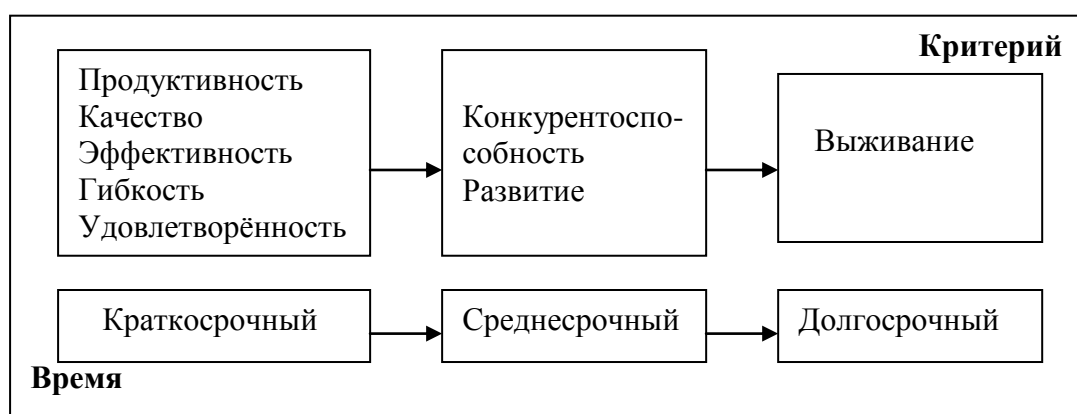 Критерий
Продуктивность
Качество
Эффективность
Гибкость
Удовлетворённость
Конкурентоспо-
собность
Развитие
Выживание
Краткосрочный
Среднесрочный
Долгосрочный
Время